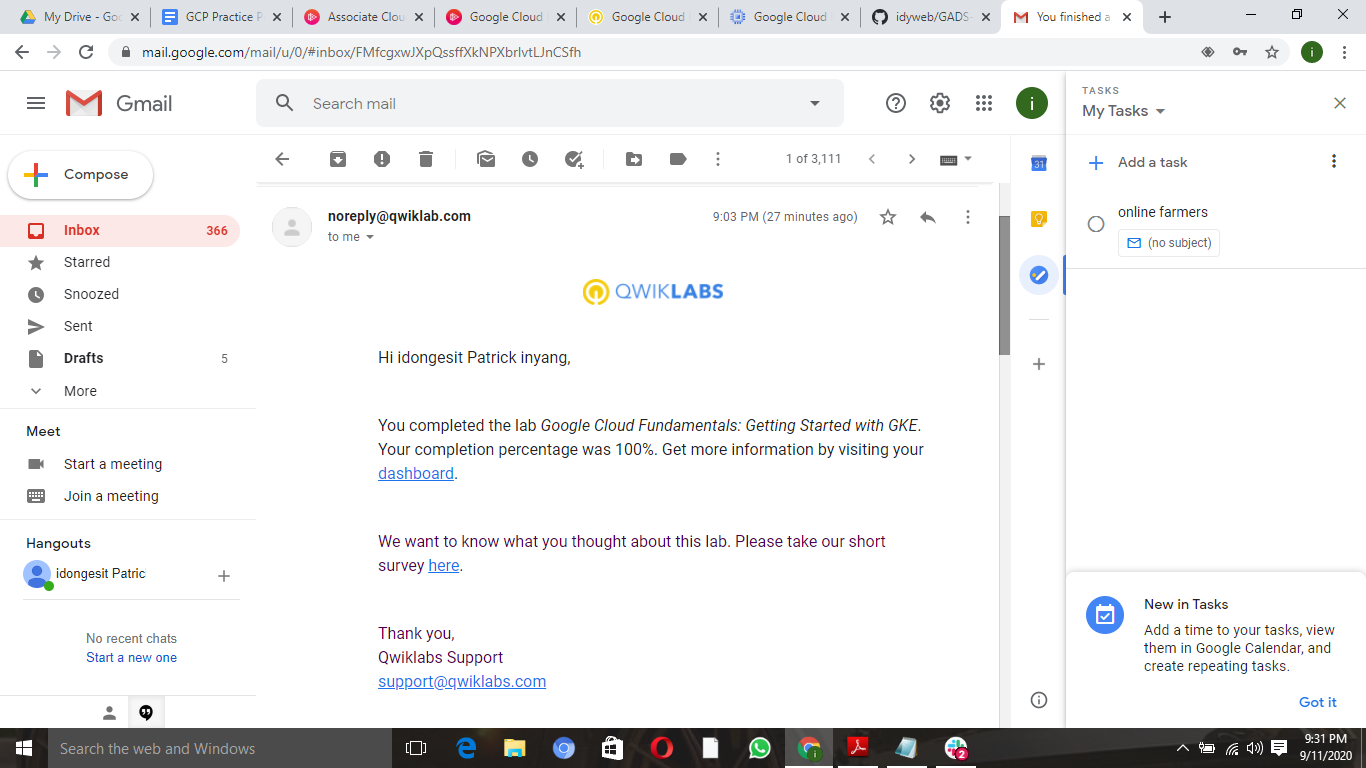 My Drive - Goo
GCP Practice P
Associate Clou
Google Cloud
Google Cloud
Google Cloud
idyweb/GADS-
You finished a
mail.google.com/mail/u/0/#inbox/FMfcgxwJXpQssffXkNPXbrlvtLJnCSfh
i
Gmail
Search mail
i
TASKS
My Tasks
Compose
1 of 3,111
31
Add a task
Inbox 366
Starred
Snoozed
Sent
Drafts 5
More
noreply@qwiklab.com
9:03 PM (27 minutes ago)
to me
online farmers
(no subject)
QWIKLABS
Hi idongesit Patrick inyang,
You completed the lab Google Cloud Fundamentals: Getting Started with GKE.
Your completion percentage was 100%. Get more information by visiting your
dashboard.
We want to know what you thought about this lab. Please take our short
survey here.
Thank you,
Qwiklabs Support
support@qwiklabs.com
Meet
Start a meeting
Join a meeting
Hangouts
idongesit Patric
No recent chats
Start a new one
New in Tasks
Add a time to your tasks, view
them in Google Calendar, and
create repeating tasks.
Got it
Search the web and Windows
i
2
9:31 PM
9/11/2020